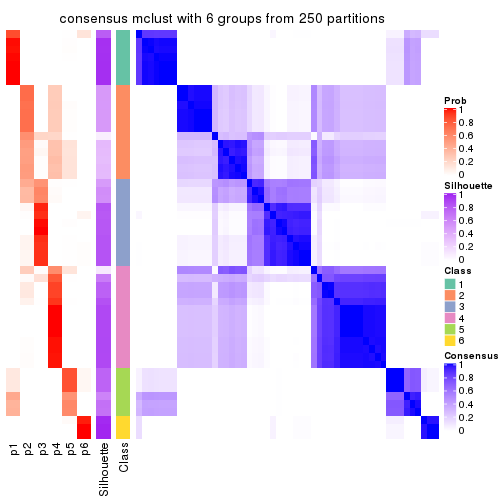 consensus mclust with 6 groups from 250 partitions
Prob
1
0.8
0.6
0.4
0.2
0
Silhouette
1
0.8
0.6
0.4
0.2
0
Class
1
2
3
4
5
6
Consensus
1
0.8
0.6
0.4
0.2
0
p1
p2
p3
p4
p5
p6
Silhouette
Class